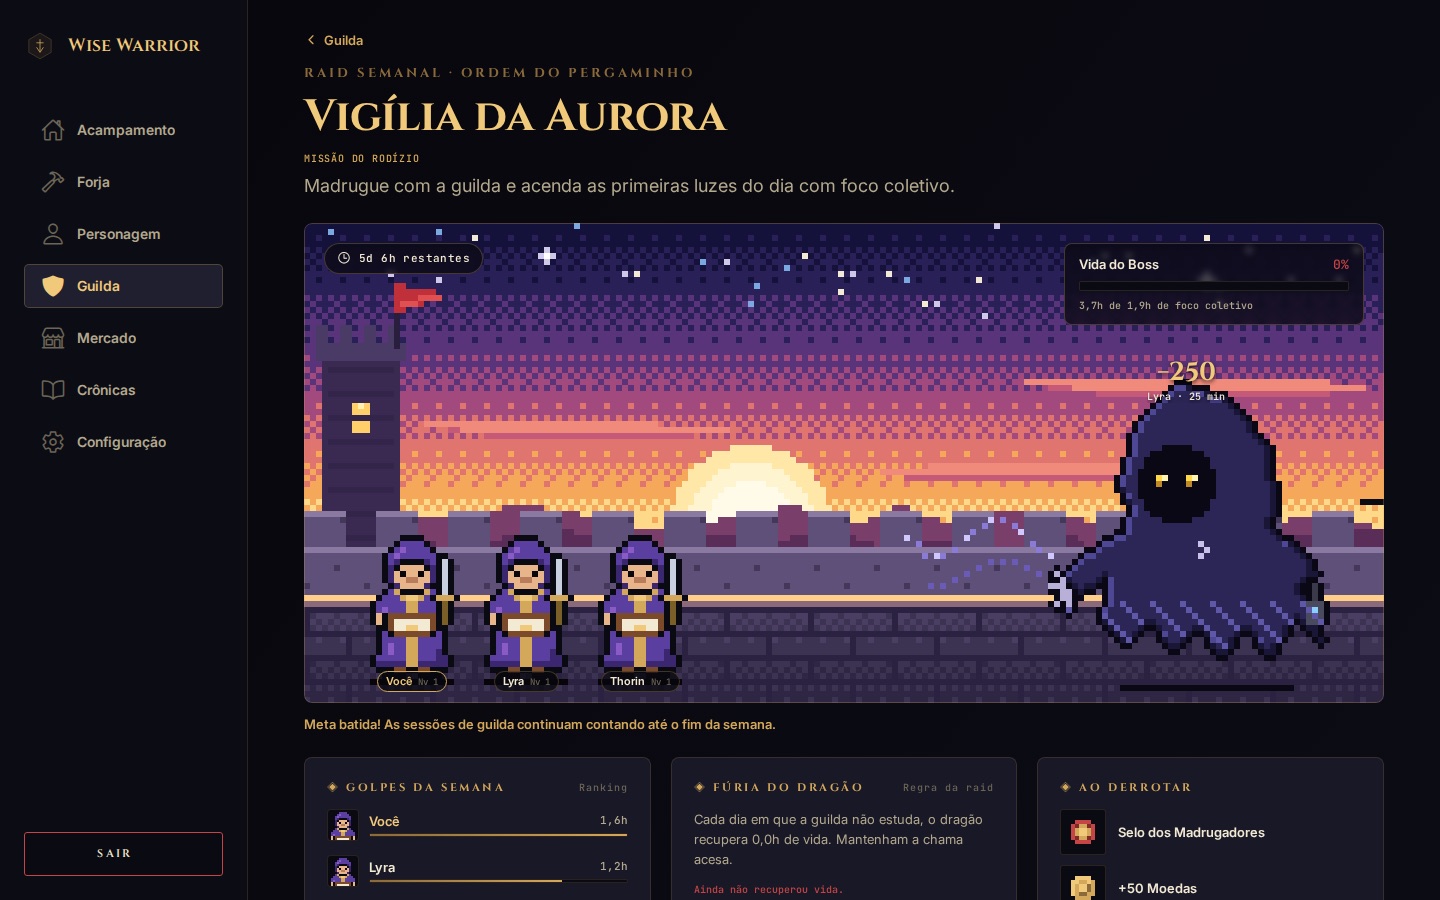 Wise Warrior
Acampamento
Forja
Personagem
Guilda
Mercado
Crônicas
Configuração
SAIR
Guilda
RAID SEMANAL · ORDEM DO PERGAMINHO
Vigília da Aurora
MISSÃO DO RODÍZIO
Madrugue com a guilda e acenda as primeiras luzes do dia com foco coletivo.
5d 6h restantes
Vida do Boss 0%
3,7h de 1,9h de foco coletivo
-250
Lyra · 25 min
Você Nv 1
Lyra Nv 1
Thorin Nv 1
Meta batida! As sessões de guilda continuam contando até o fim da semana.
GOLPES DA SEMANA Ranking
Você 1,6h
Lyra 1,2h
FÚRIA DO DRAGÃO Regra da raid
Cada dia em que a guilda não estuda, o dragão
recupera 0,0h de vida. Mantenham a chama
acesa.
Ainda não recuperou vida.
AO DERROTAR
Selo dos Madrugadores
+50 Moedas